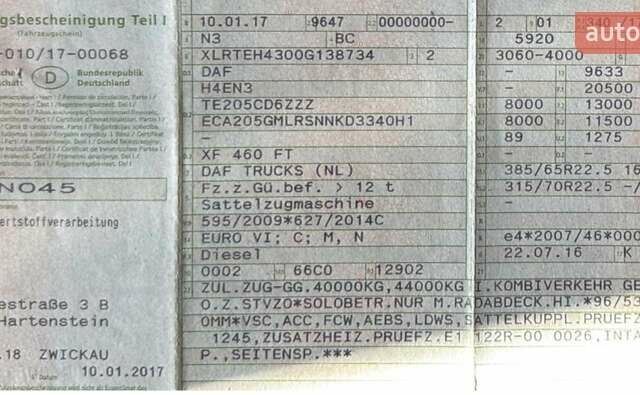 gsbescheinigung Teil I
(Fahrzeugschein)
-010/17-00068
D
Bundesrepublik
Deutschland
NO45
ertstoffverarbeitung
estraße 3 B
Hartenstein
.18 ZWICKAU
10.01.2017
10.01.17 9647 00000000- 2 01
auto
N3 -BC 5920
XLRTEH4300G138734 2 3060-4000
DAF - 9633
H4EN3 - 20500
TE205CD6ZZZ 8000 13000
ECA205GMLRSNNKD3340H1 8000 11500
- 89 1275
XF 460 FT
DAF TRUCKS (NL) 385/65R22.5 16
Fz.z.Gü.bef. > 12 t 315/70R22.5 -/
Sattelzugmaschine
595/2009*627/2014C
EURO VI; C; M, N e4*2007/46*000
Diesel 22.07.16 K
0002 66C0 12902
ZUL.ZUG-GG.40000KG,44000KG I.KOMBIVERKEHR GE
O.Z.STVZO*SOLOBETR.NUR M.RADABDECK.HI.*96/53
OMM*VSC,ACC,FCW,AEBS,LDWS,SATTELKUPPL.PRUEFZ
1245,ZUSATZHEIZ.PRUEFZ.E1 122R-00 0026,INTA
P.,SEITENSP.***